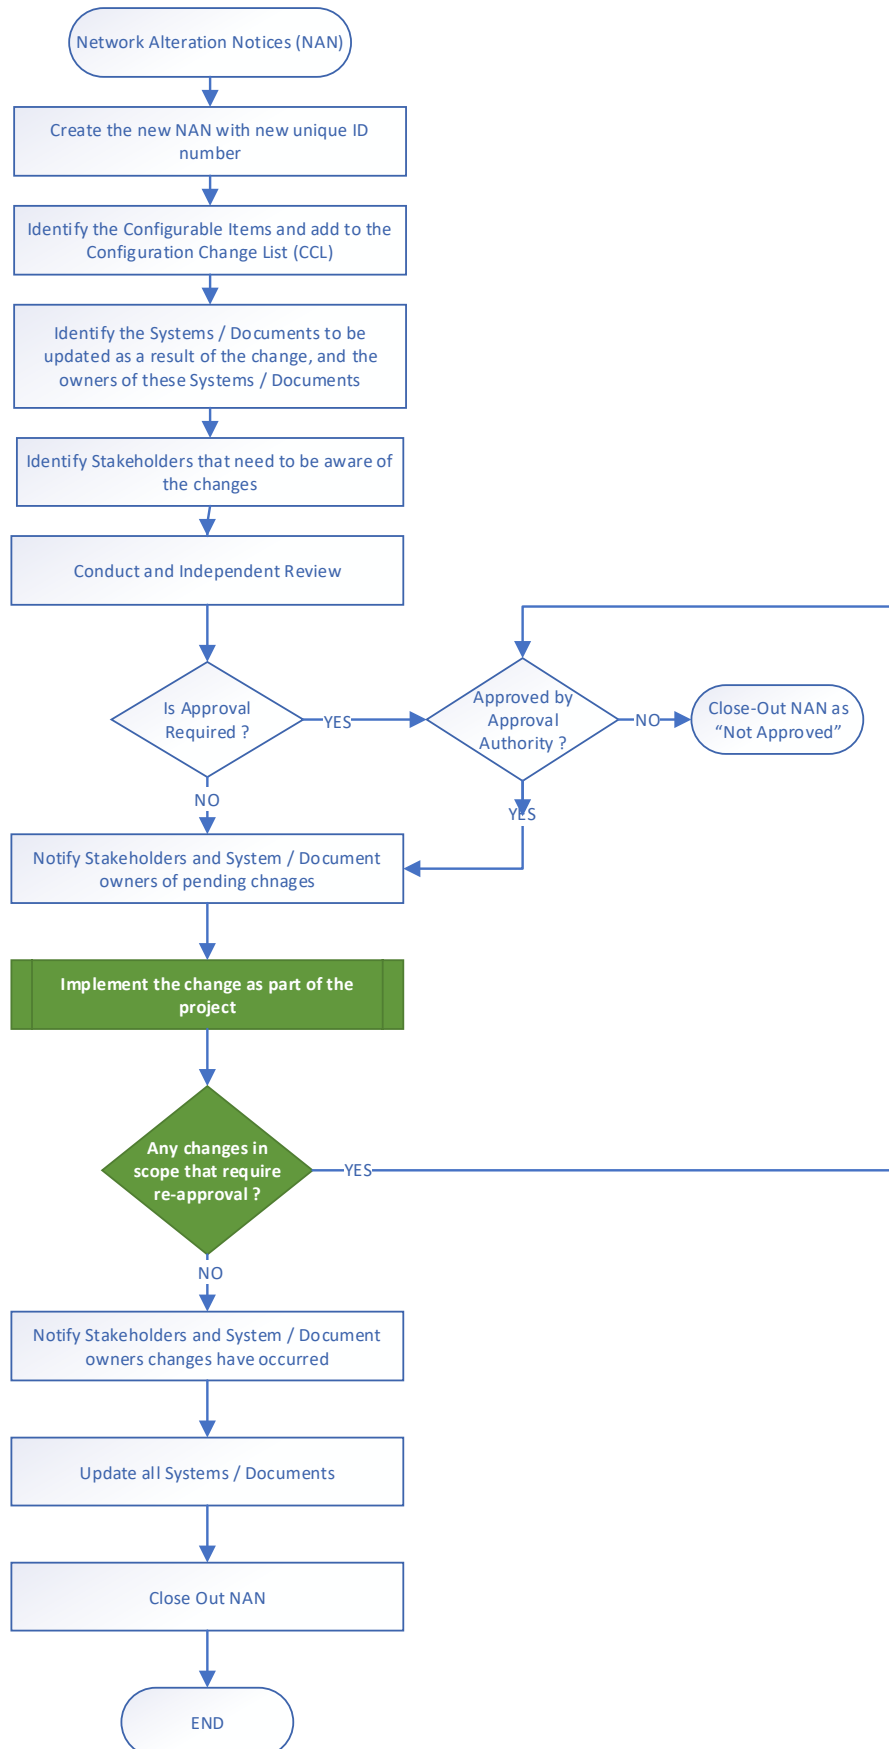 Network Alteration Notices (NAN)
Create the new NAN with new unique ID
number
Identify the Configurable Items and add to the
Configuration Change List (CCL)
Identify the Systems / Documents to be
updated as a result of the change, and the
owners of these Systems / Documents
Identify Stakeholders that need to be aware of
the changes
Conduct and Independent Review
Is Approval
Required ?
YES
Approved by
Approval
Authority ?
NO
Close-Out NAN as
“Not Approved”
NO
YES
Notify Stakeholders and System / Document
owners of pending chnages
Implement the change as part of the
project
Any changes in
scope that require
re-approval ?
YES
NO
Notify Stakeholders and System / Document
owners changes have occurred
Update all Systems / Documents
Close Out NAN
END